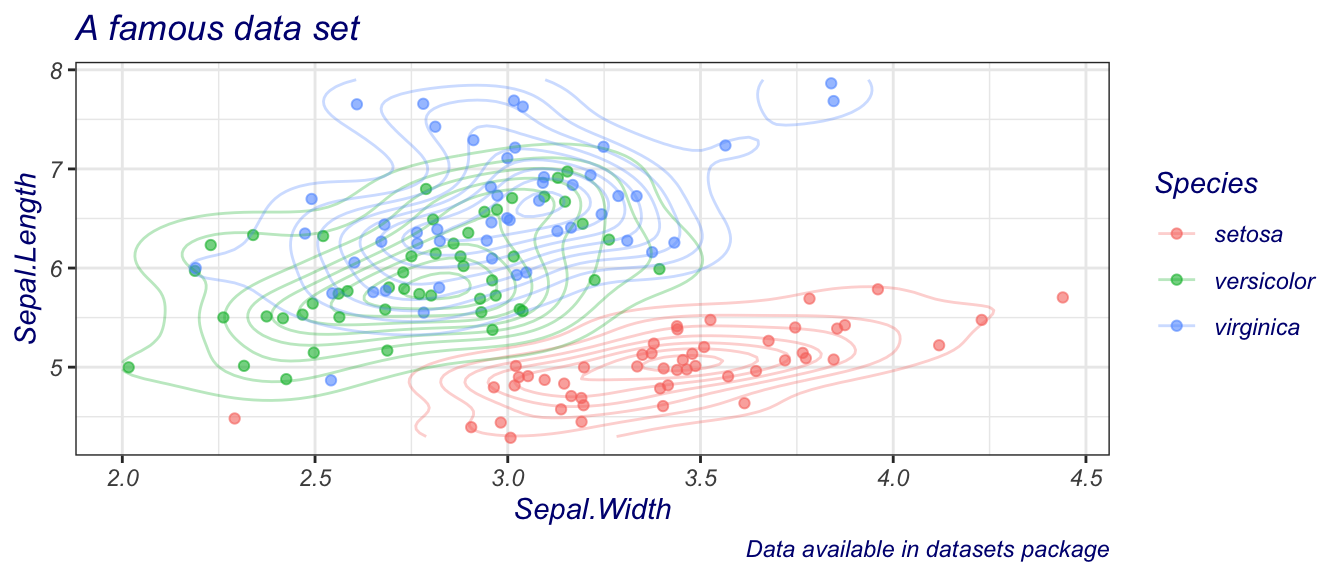 A famous data set
8
7
6
5
Sepal.Length
2.0 2.5 3.0 3.5 4.0 4.5
Sepal.Width
Species
setosa
versicolor
virginica
Data available in datasets package